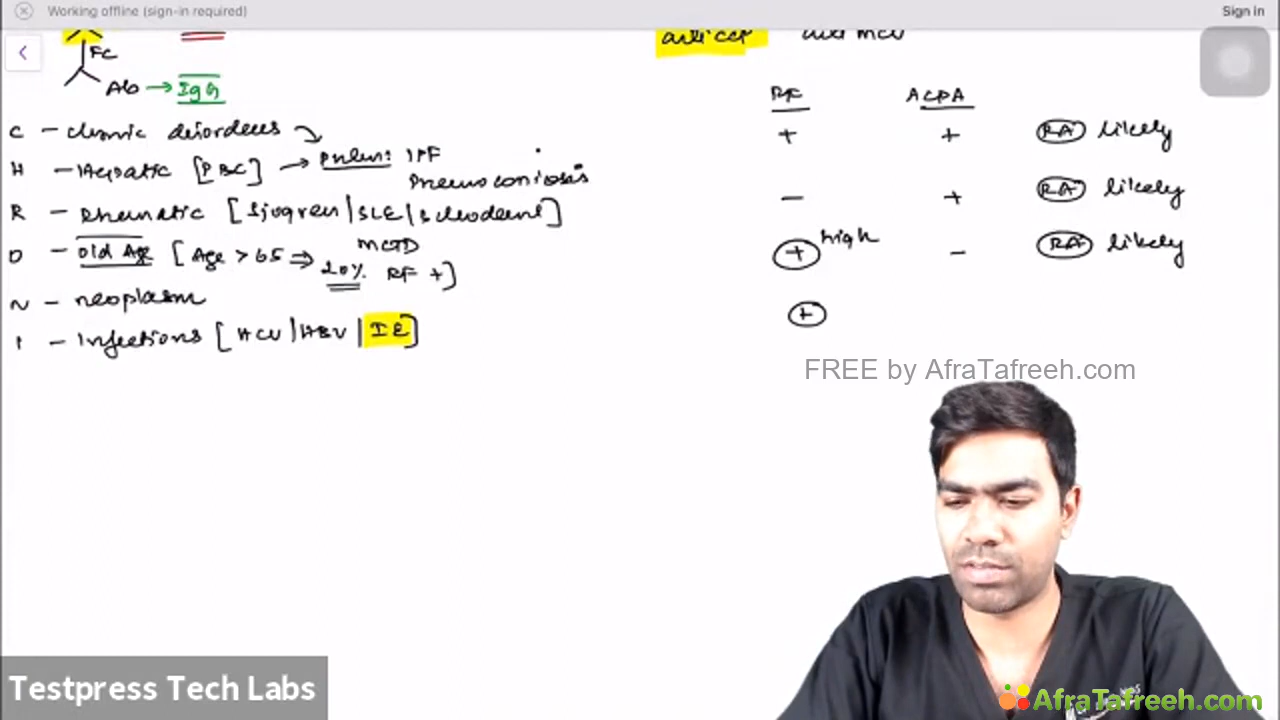 Working offline (sign-in required)
Sign in
Fc
Ab → IgG
anti CCP anti MCV
C - chronic disorders
H - Hepatic [PBC] → Pulm: IPF
Pneumoconiosis
R - Rheumatic [Sjogren|SLE|Scleroderm]
MCTD
O - Old Age [Age > 65 ⇒ 20% RF +]
N - neoplasm
I - Infections [HCV|HBV|IE]
RF ACPA
+ + RA likely
- + RA likely
+ high - RA likely
+
FREE by AfraTafreeh.com
Testpress Tech Labs
AfraTafreeh.com